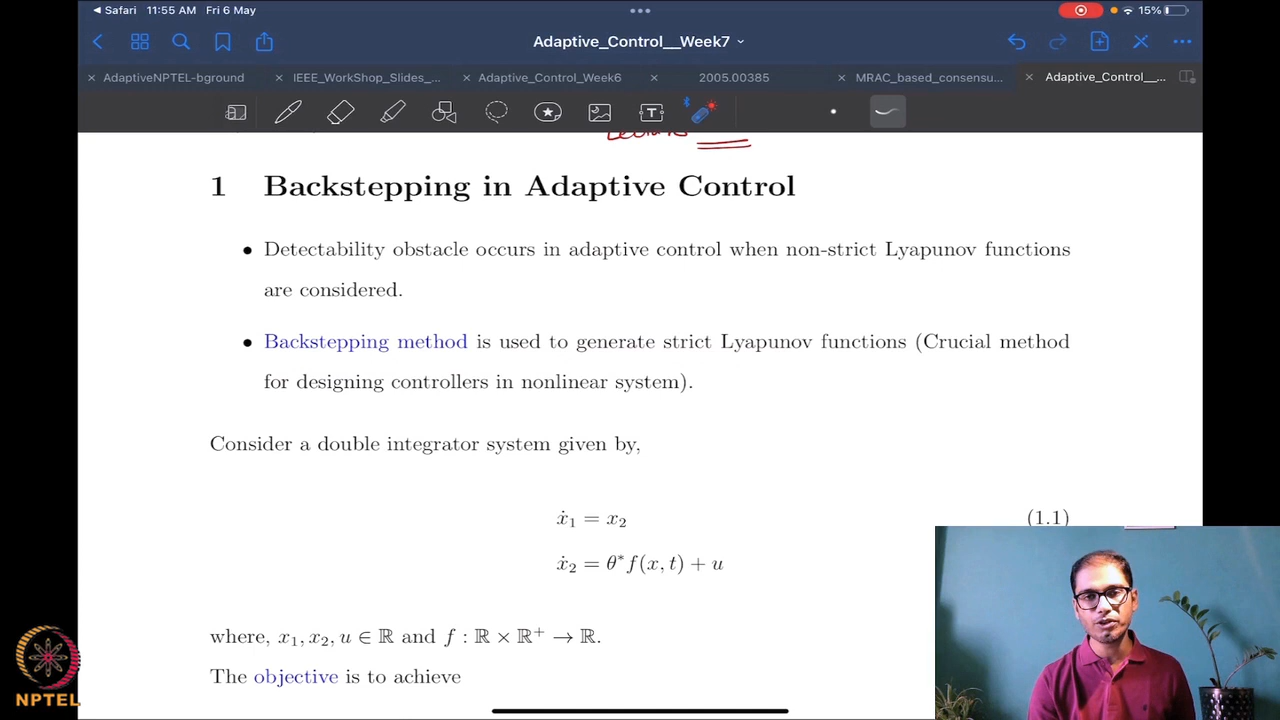 Safari 11:55 AM Fri 6 May 15%
Adaptive_Control__Week7
AdaptiveNPTEL-bground IEEE_WorkShop_Slides_... Adaptive_Control_Week6 2005.00385 MRAC_based_consensu... Adaptive_Control__...
1 Backstepping in Adaptive Control
• Detectability obstacle occurs in adaptive control when non-strict Lyapunov functions
are considered.
• Backstepping method is used to generate strict Lyapunov functions (Crucial method
for designing controllers in nonlinear system).
Consider a double integrator system given by,
ẋ₁ = x₂ (1.1)
ẋ₂ = θ*f(x, t) + u
where, x₁, x₂, u ∈ ℝ and f : ℝ × ℝ⁺ → ℝ.
The objective is to achieve
NPTEL